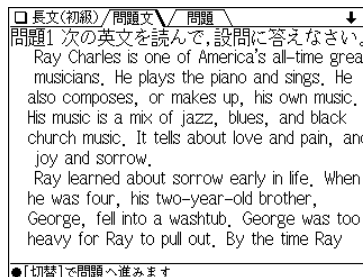 □長文(初級) 問題文 問題 ↓
問題1 次の英文を読んで,設問に答えなさい。
Ray Charles is one of America's all-time grea
musicians. He plays the piano and sings. He
also composes, or makes up, his own music.
His music is a mix of jazz, blues, and black
church music. It tells about love and pain, and
joy and sorrow.
Ray learned about sorrow early in life. When
he was four, his two-year-old brother,
George, fell into a washtub. George was too
heavy for Ray to pull out. By the time Ray
●[切替]で問題へ進みます